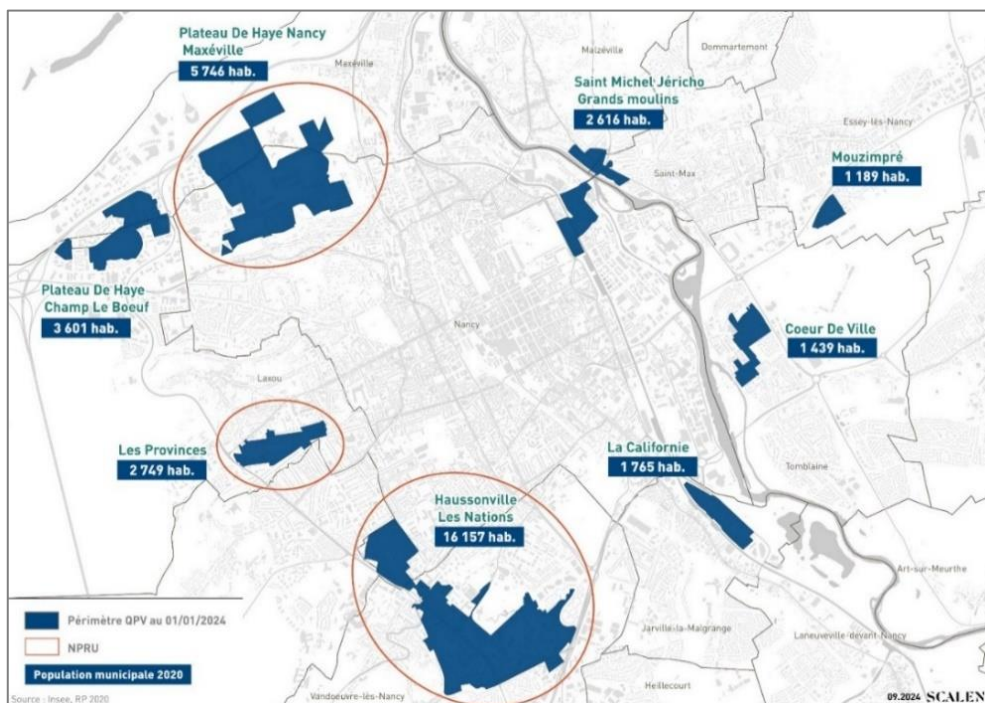 Plateau De Haye Nancy
Maxéville
5 746 hab.
Maxéville
Malzéville
Dommartemont
Saint Michel Jéricho
Grands moulins
2 616 hab.
Essey-lès-Nancy
Mouzimpré
1 189 hab.
Saint-Max
Plateau De Haye
Champ Le Boeuf
3 601 hab.
Nancy
Coeur De Ville
1 439 hab.
Laxou
Les Provinces
2 749 hab.
La Californie
1 765 hab.
Tomblaine
Haussonville
Les Nations
16 157 hab.
Art-sur-Meurthe
Jarville-la-Malgrange
Laneuveville-devant-Nancy
Heillecourt
Vandoeuvre-lès-Nancy
Périmètre QPV au 01/01/2024
NPRU
Population municipale 2020
Source - Insee, RP 2020
09.2024 SCALEN